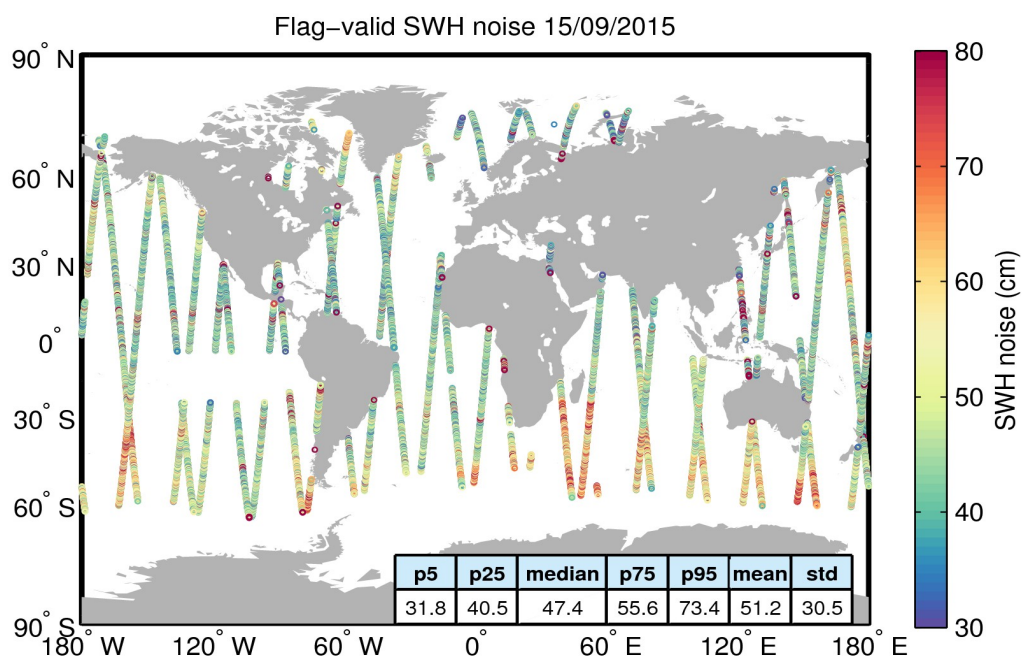 Flag−valid SWH noise 15/09/2015
90° N
60° N
30° N
0°
30° S
60° S
90° S
180° W 120° W 60° W 0° 60° E 120° E 180° E
p5 p25 median p75 p95 mean std
31.8 40.5 47.4 55.6 73.4 51.2 30.5
80
70
60
50
40
30
SWH noise (cm)